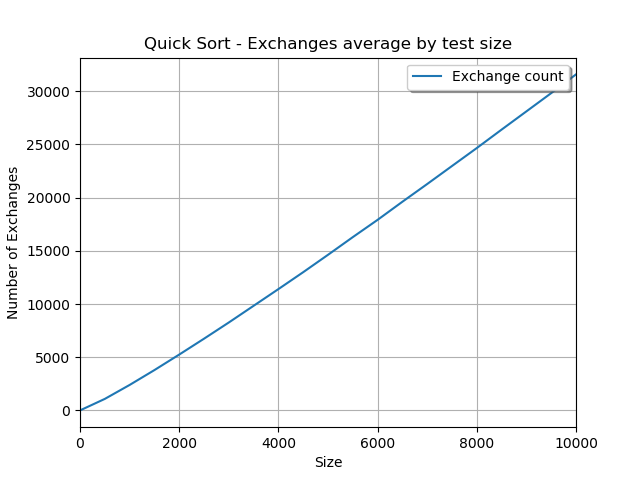 Quick Sort - Exchanges average by test size
Exchange count
Number of Exchanges
30000
25000
20000
15000
10000
5000
0
0 2000 4000 6000 8000 10000
Size